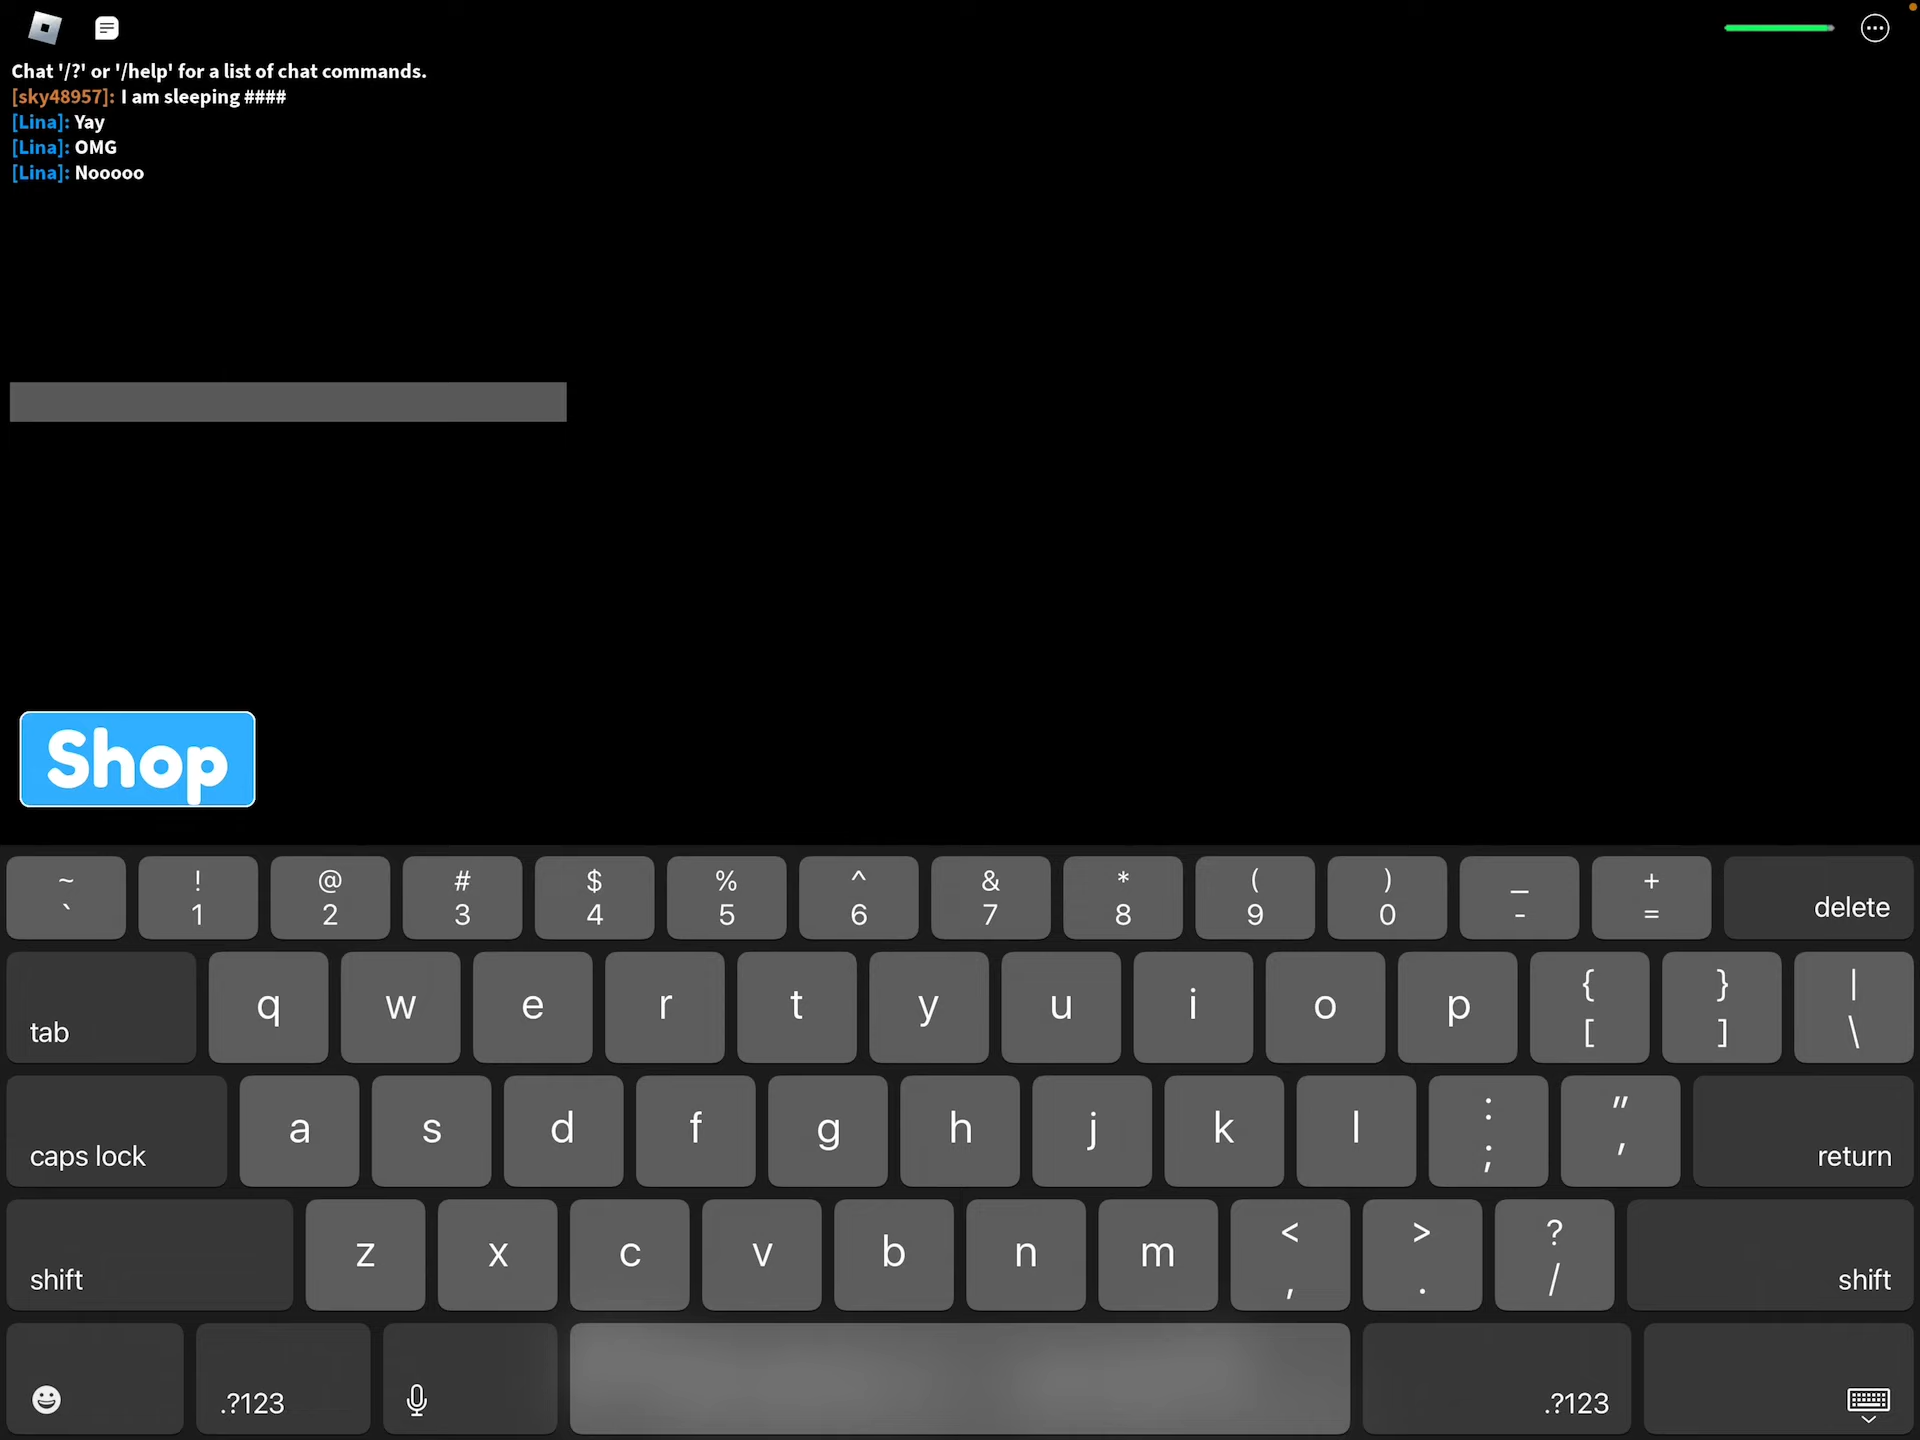 Chat '/?' or '/help' for a list of chat commands.
[sky48957]: I am sleeping ####
[Lina]: Yay
[Lina]: OMG
[Lina]: Nooooo
Shop
~ ! @ # $ % ^ & * ( ) _ +
` 1 2 3 4 5 6 7 8 9 0 - = delete
tab q w e r t y u i o p { [ } ] | \
caps lock a s d f g h j k l : ; " ' return
shift z x c v b n m < , > . ? / shift
.?123 .?123